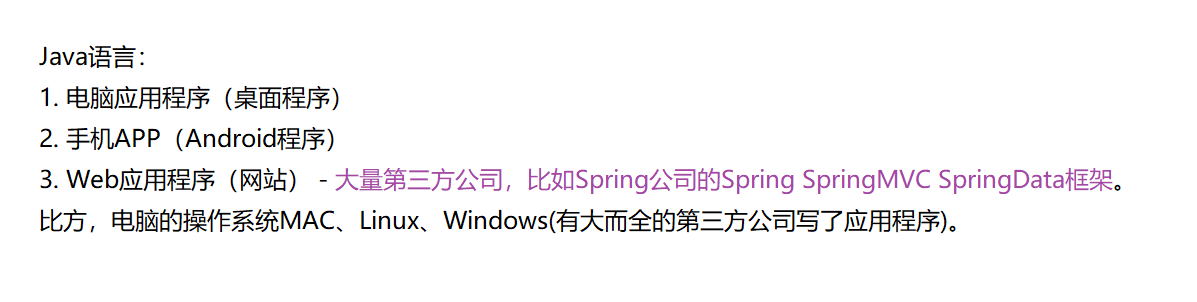 Java语言：
1. 电脑应用程序（桌面程序）
2. 手机APP（Android程序）
3. Web应用程序（网站） - 大量第三方公司，比如Spring公司的Spring SpringMVC SpringData框架。
比方，电脑的操作系统MAC、Linux、Windows(有大而全的第三方公司写了应用程序)。